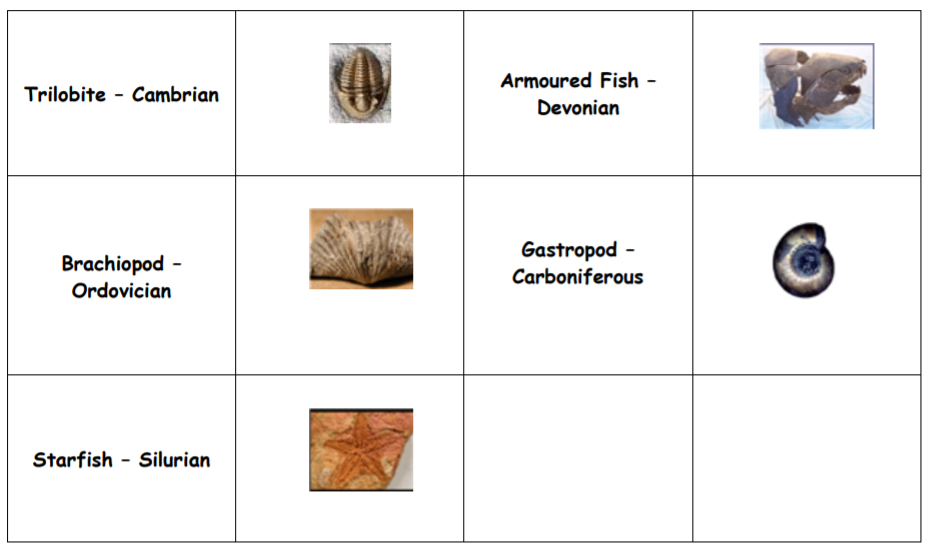 Trilobite – Cambrian
Armoured Fish –
Devonian
Brachiopod –
Ordovician
Gastropod –
Carboniferous
Starfish – Silurian